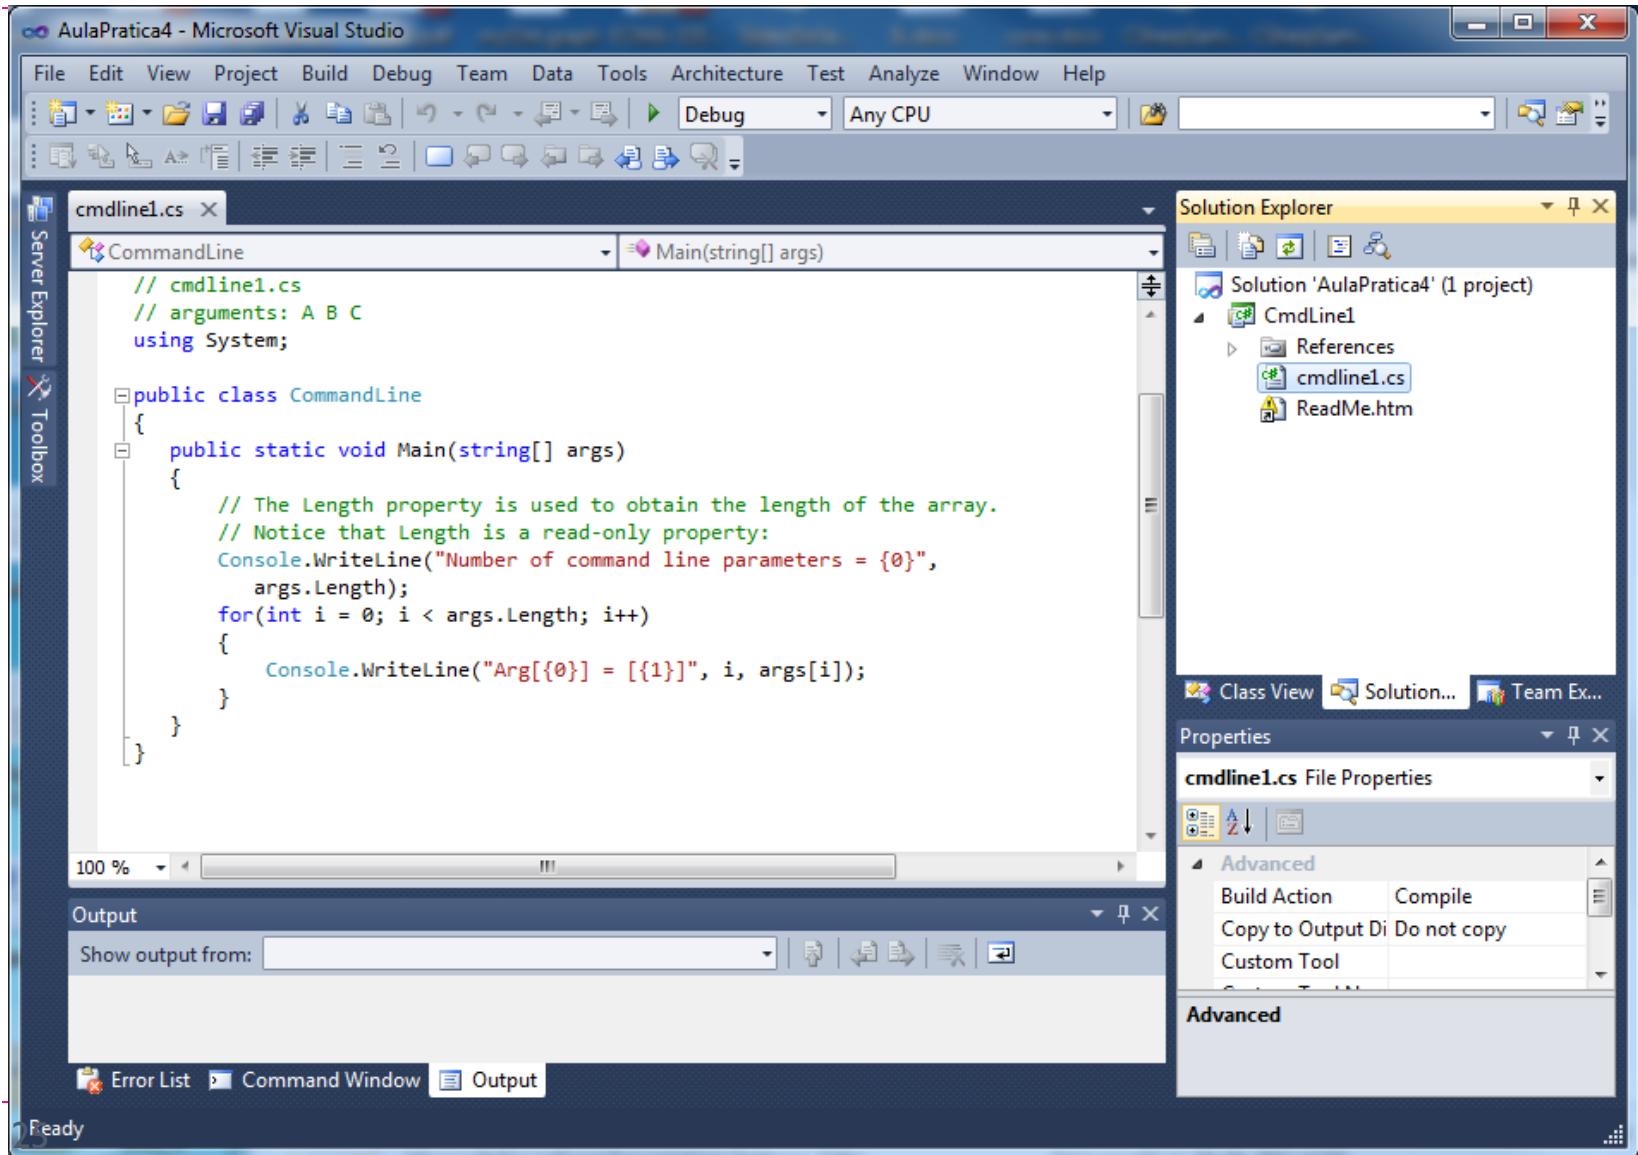 AulaPratica4 - Microsoft Visual Studio
File Edit View Project Build Debug Team Data Tools Architecture Test Analyze Window Help
Debug Any CPU
Server Explorer
Toolbox
cmdline1.cs
CommandLine Main(string[] args)
// cmdline1.cs
// arguments: A B C
using System;
public class CommandLine
{
public static void Main(string[] args)
{
// The Length property is used to obtain the length of the array.
// Notice that Length is a read-only property:
Console.WriteLine("Number of command line parameters = {0}",
args.Length);
for(int i = 0; i < args.Length; i++)
{
Console.WriteLine("Arg[{0}] = [{1}]", i, args[i]);
}
}
}
100 %
Output
Show output from:
Error List Command Window Output
Solution Explorer
Solution 'AulaPratica4' (1 project)
CmdLine1
References
cmdline1.cs
ReadMe.htm
Class View Solution... Team Ex...
Properties
cmdline1.cs File Properties
Advanced
Build Action Compile
Copy to Output Di Do not copy
Custom Tool
Advanced
Ready